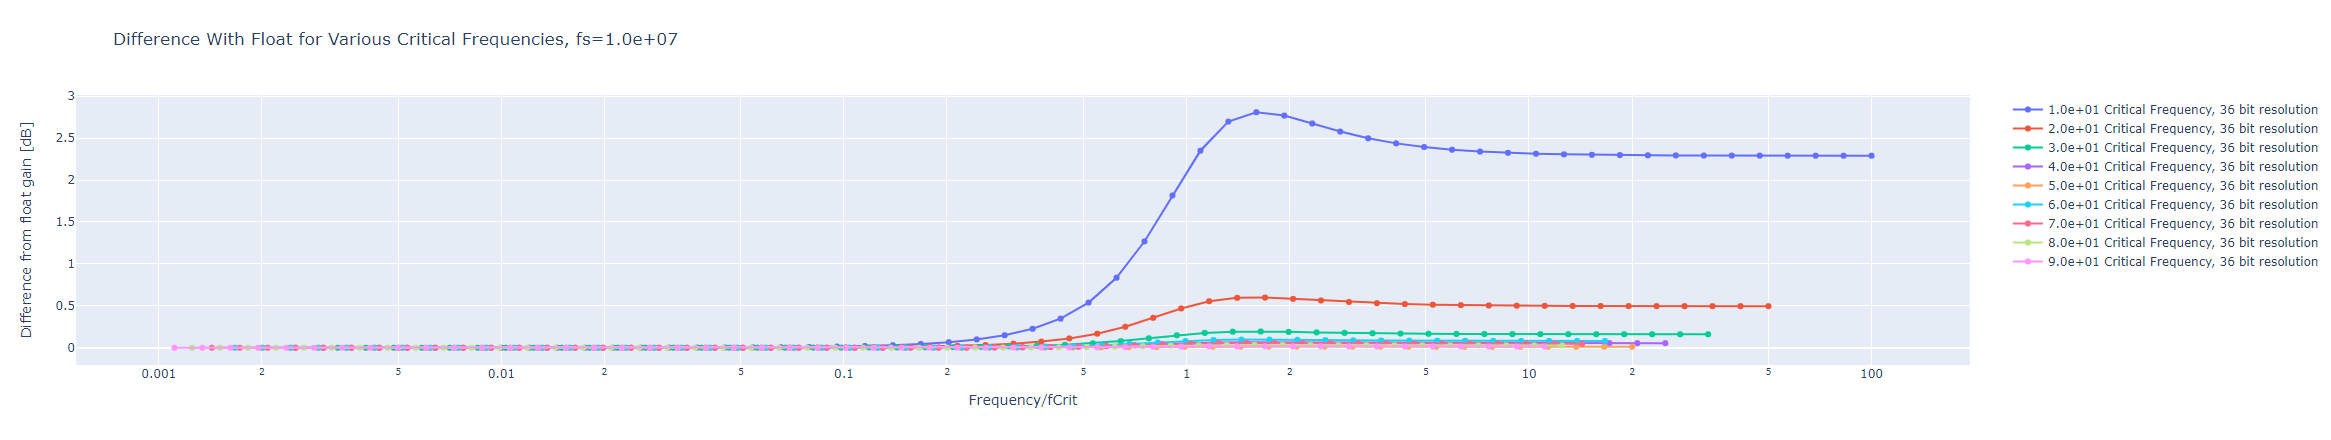 Difference With Float for Various Critical Frequencies, fs=1.0e+07
Difference from float gain [dB]
3
2.5
2
1.5
1
0.5
0
0.001
2
5
0.01
2
5
0.1
2
5
1
2
5
10
2
5
100
Frequency/fCrit
1.0e+01 Critical Frequency, 36 bit resolution
2.0e+01 Critical Frequency, 36 bit resolution
3.0e+01 Critical Frequency, 36 bit resolution
4.0e+01 Critical Frequency, 36 bit resolution
5.0e+01 Critical Frequency, 36 bit resolution
6.0e+01 Critical Frequency, 36 bit resolution
7.0e+01 Critical Frequency, 36 bit resolution
8.0e+01 Critical Frequency, 36 bit resolution
9.0e+01 Critical Frequency, 36 bit resolution